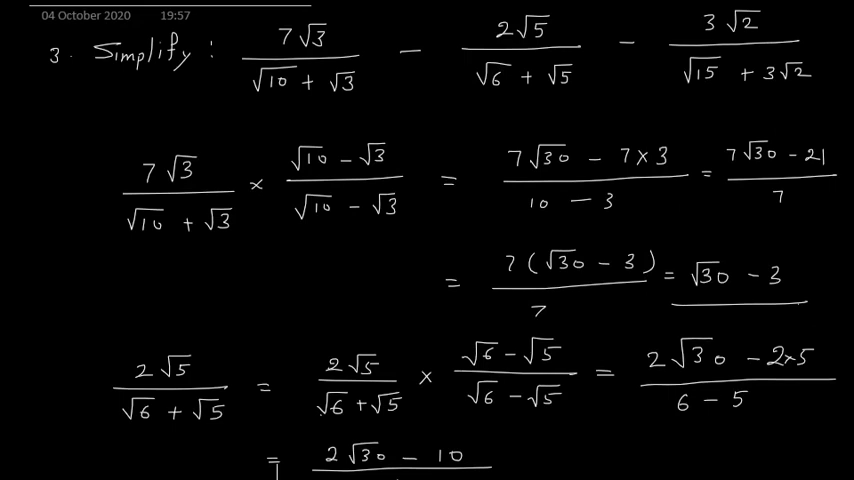 04 October 2020 19:57
3. Simplify : 7√3/(√10 + √3) − 2√5/(√6 + √5) − 3√2/(√15 + 3√2)
7√3/(√10 + √3) × (√10 − √3)/(√10 − √3) = (7√30 − 7×3)/(10 − 3) = (7√30 − 21)/7
= 7(√30 − 3)/7 = √30 − 3
2√5/(√6 + √5) = 2√5/(√6 + √5) × (√6 − √5)/(√6 − √5) = (2√30 − 2×5)/(6 − 5)
= 2√30 − 10